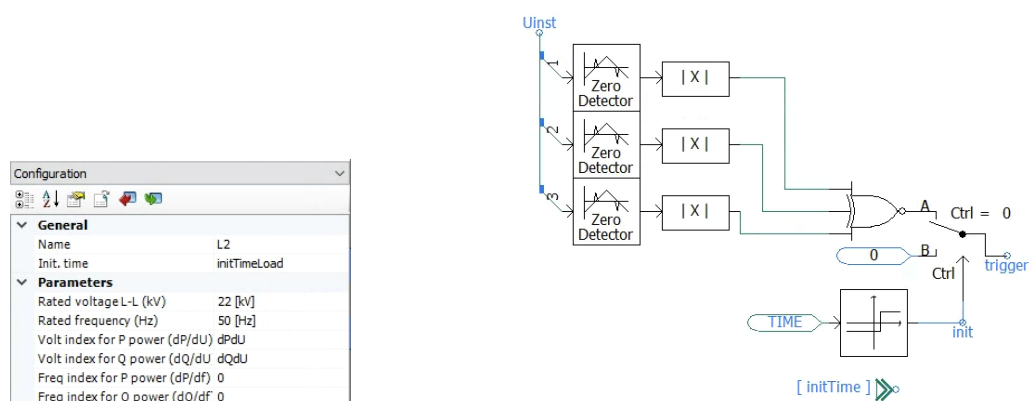 Configuration
General
Name L2
Init. time initTimeLoad
Parameters
Rated voltage L-L (kV) 22 [kV]
Rated frequency (Hz) 50 [Hz]
Volt index for P power (dP/dU) dPdU
Volt index for Q power (dQ/dU dQdU
Freq index for P power (dP/df) 0
Freq index for Q power (dQ/df 0
Uinst
1
Zero
Detector
| X |
2
Zero
Detector
| X |
3
Zero
Detector
| X |
A
Ctrl = 0
0
B
Ctrl
trigger
TIME
init
[ initTime ]